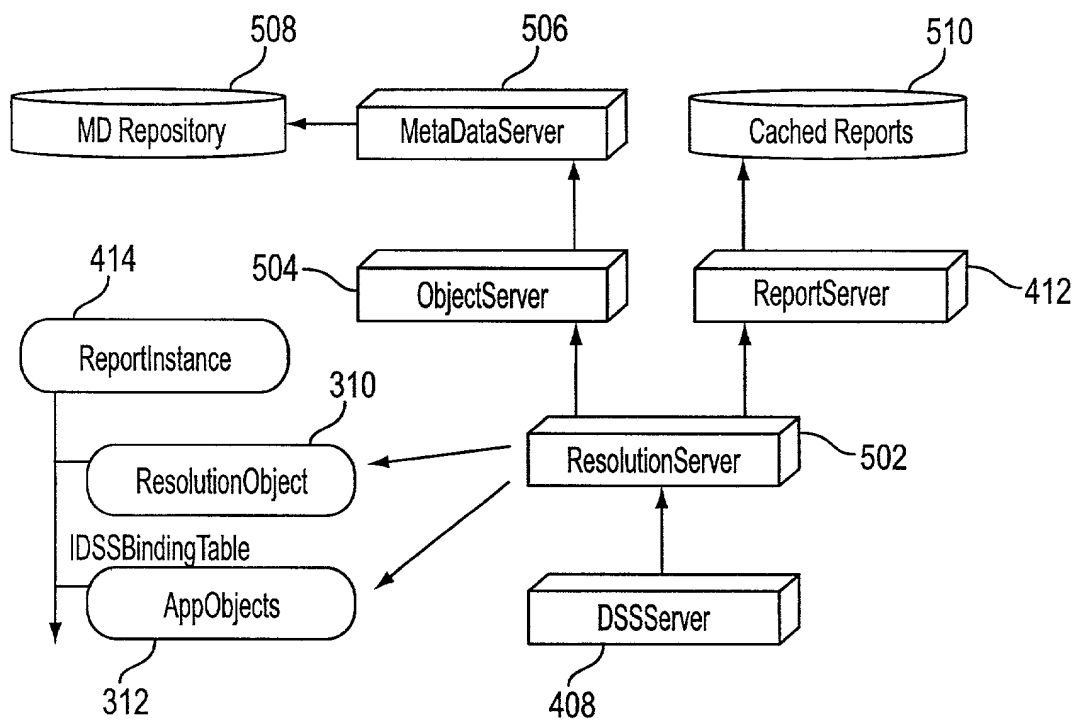 508
506
510
MD Repository
MetaDataServer
Cached Reports
414
504
ObjectServer
ReportServer
412
ReportInstance
310
ResolutionServer
502
ResolutionObject
IDSSBindingTable
AppObjects
DSSServer
312
408